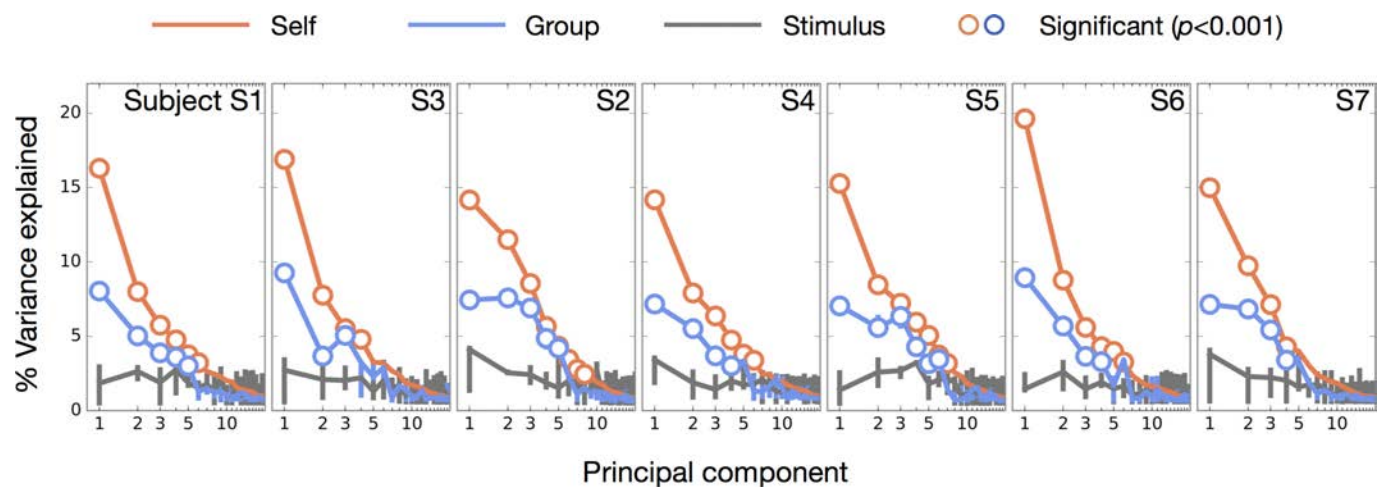 Self Group Stimulus Significant (p<0.001)
Subject S1 S3 S2 S4 S5 S6 S7
% Variance explained
20
15
10
5
0
1 2 3 5 10 1 2 3 5 10 1 2 3 5 10 1 2 3 5 10 1 2 3 5 10 1 2 3 5 10 1 2 3 5 10
Principal component